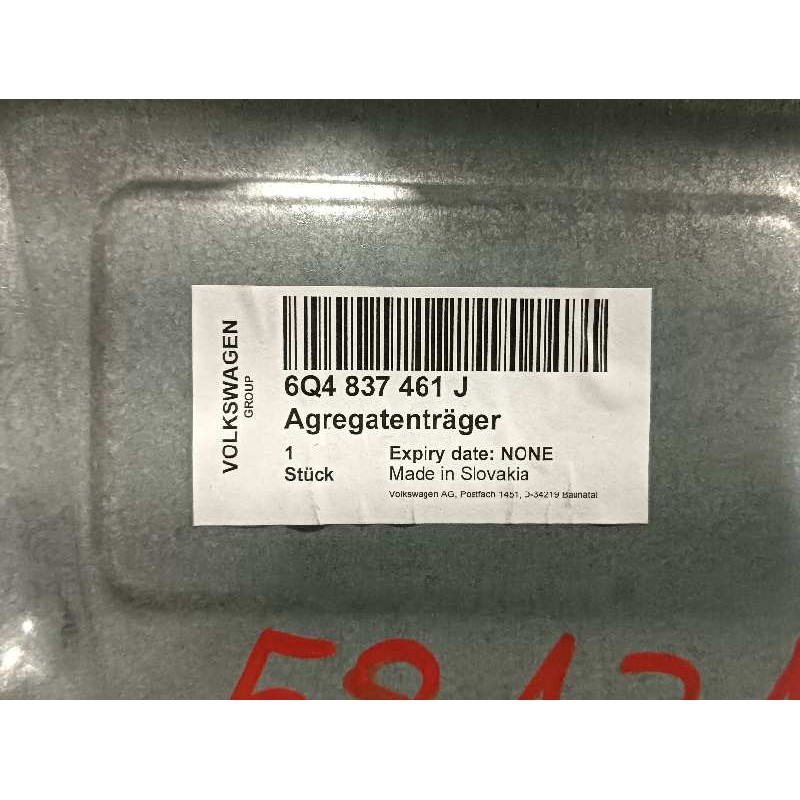 VOLKSWAGEN
GROUP
6Q4 837 461 J
Agregatenträger
1
Stück
Expiry date: NONE
Made in Slovakia
Volkswagen AG, Postfach 1451, D-34219 Baunatal